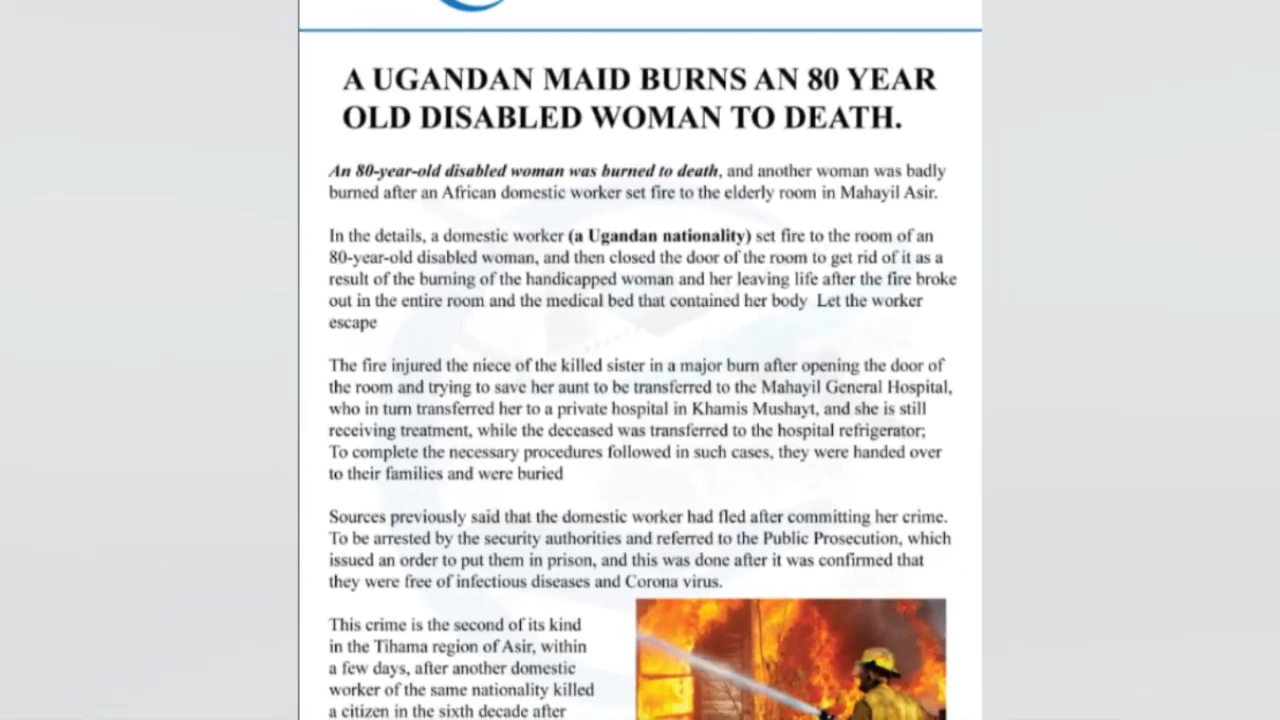 A UGANDAN MAID BURNS AN 80 YEAR
OLD DISABLED WOMAN TO DEATH.
An 80-year-old disabled woman was burned to death, and another woman was badly
burned after an African domestic worker set fire to the elderly room in Mahayil Asir.
In the details, a domestic worker (a Ugandan nationality) set fire to the room of an
80-year-old disabled woman, and then closed the door of the room to get rid of it as a
result of the burning of the handicapped woman and her leaving life after the fire broke
out in the entire room and the medical bed that contained her body Let the worker
escape
The fire injured the niece of the killed sister in a major burn after opening the door of
the room and trying to save her aunt to be transferred to the Mahayil General Hospital,
who in turn transferred her to a private hospital in Khamis Mushayt, and she is still
receiving treatment, while the deceased was transferred to the hospital refrigerator;
To complete the necessary procedures followed in such cases, they were handed over
to their families and were buried
Sources previously said that the domestic worker had fled after committing her crime.
To be arrested by the security authorities and referred to the Public Prosecution, which
issued an order to put them in prison, and this was done after it was confirmed that
they were free of infectious diseases and Corona virus.
This crime is the second of its kind
in the Tihama region of Asir, within
a few days, after another domestic
worker of the same nationality killed
a citizen in the sixth decade after